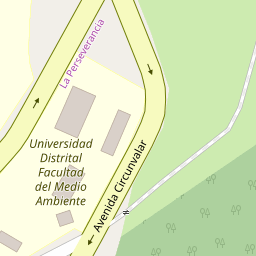 La Perseverancia
Universidad
Distrital
Facultad
del Medio
Ambiente
Avenida Circunvalar